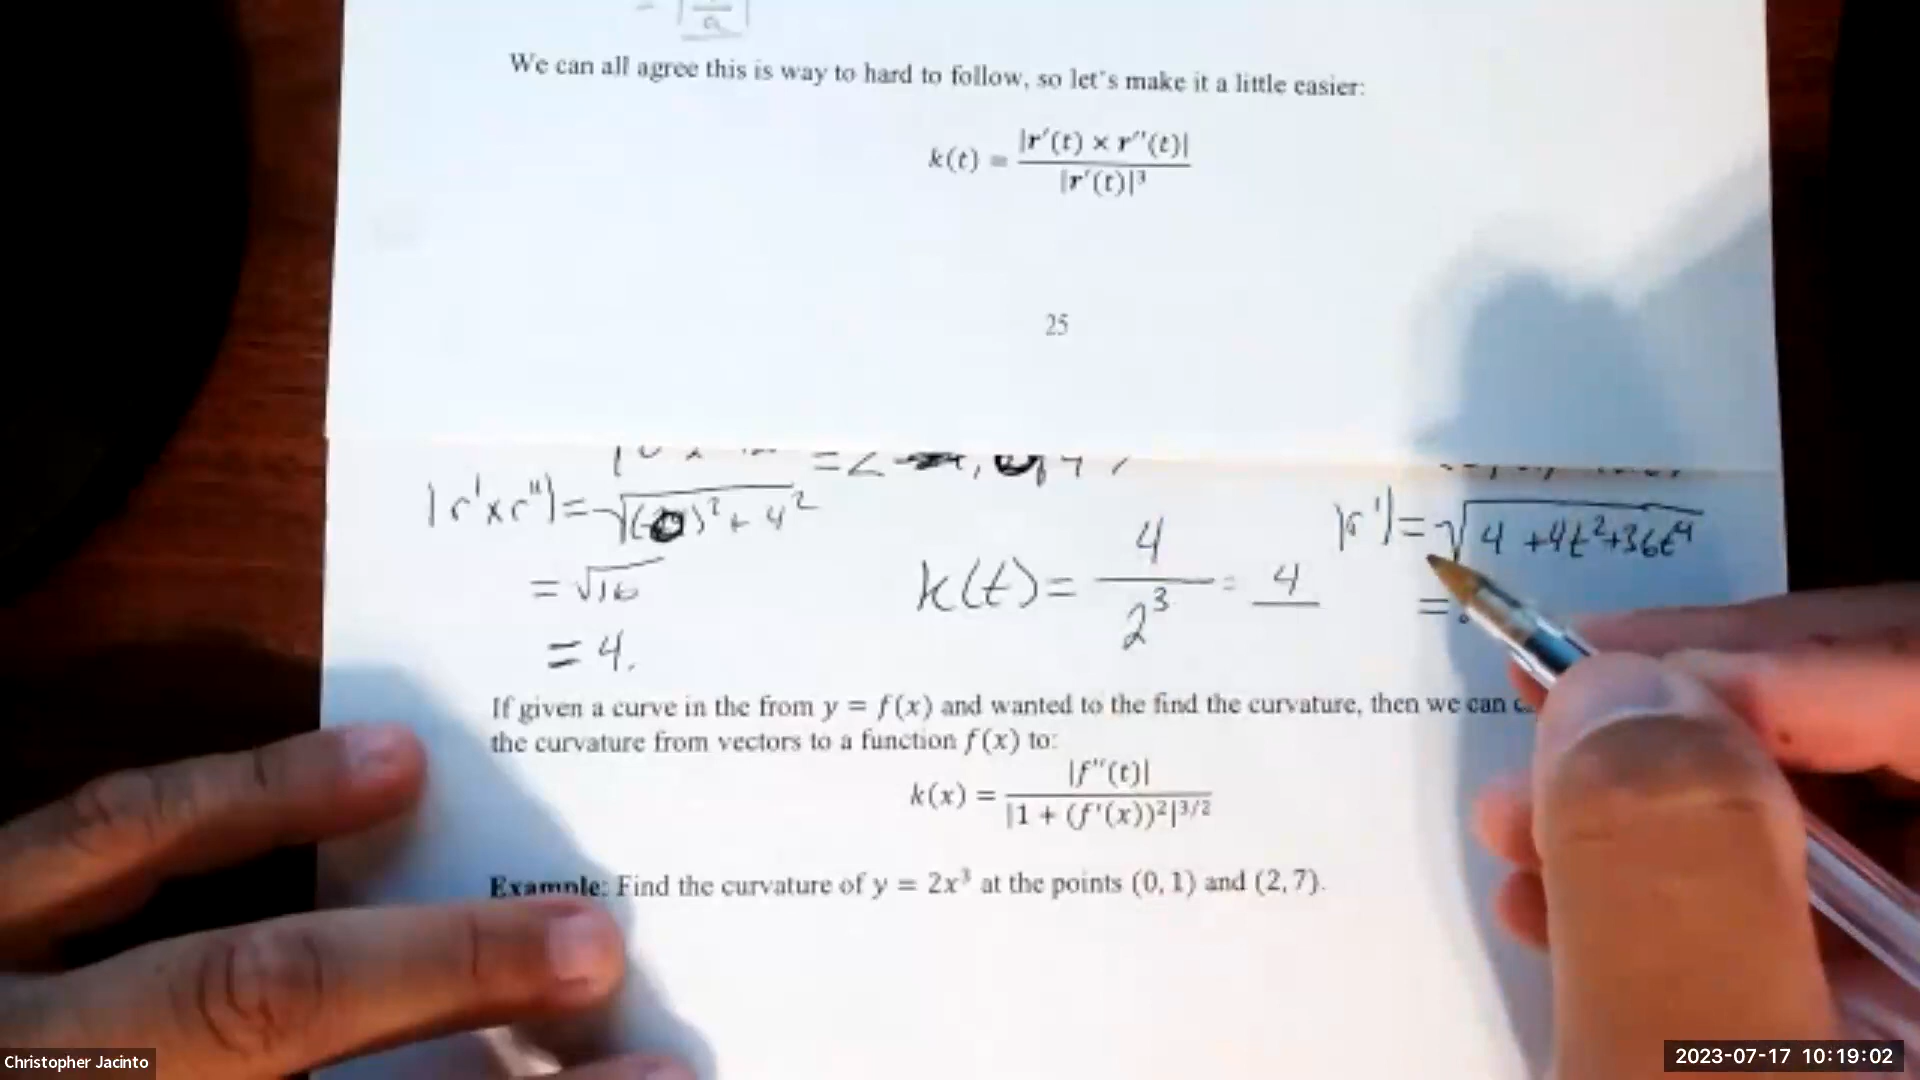 We can all agree this is way to hard to follow, so let's make it a little easier:
k(t) = |r′(t) × r′′(t)| / |r′(t)|³
25
|r' x r''| = √(-0)² + 4²
= √16
= 4.
k(t) = 4 / 2³ = 4
|r'| = √4 + 4t² + 36t⁴
=
If given a curve in the from y = f(x) and wanted to the find the curvature, then we can
the curvature from vectors to a function f(x) to:
k(x) = |f′′(t)| / |1 + (f′(x))²|³/²
Example: Find the curvature of y = 2x³ at the points (0, 1) and (2, 7).
Christopher Jacinto
2023-07-17 10:19:02